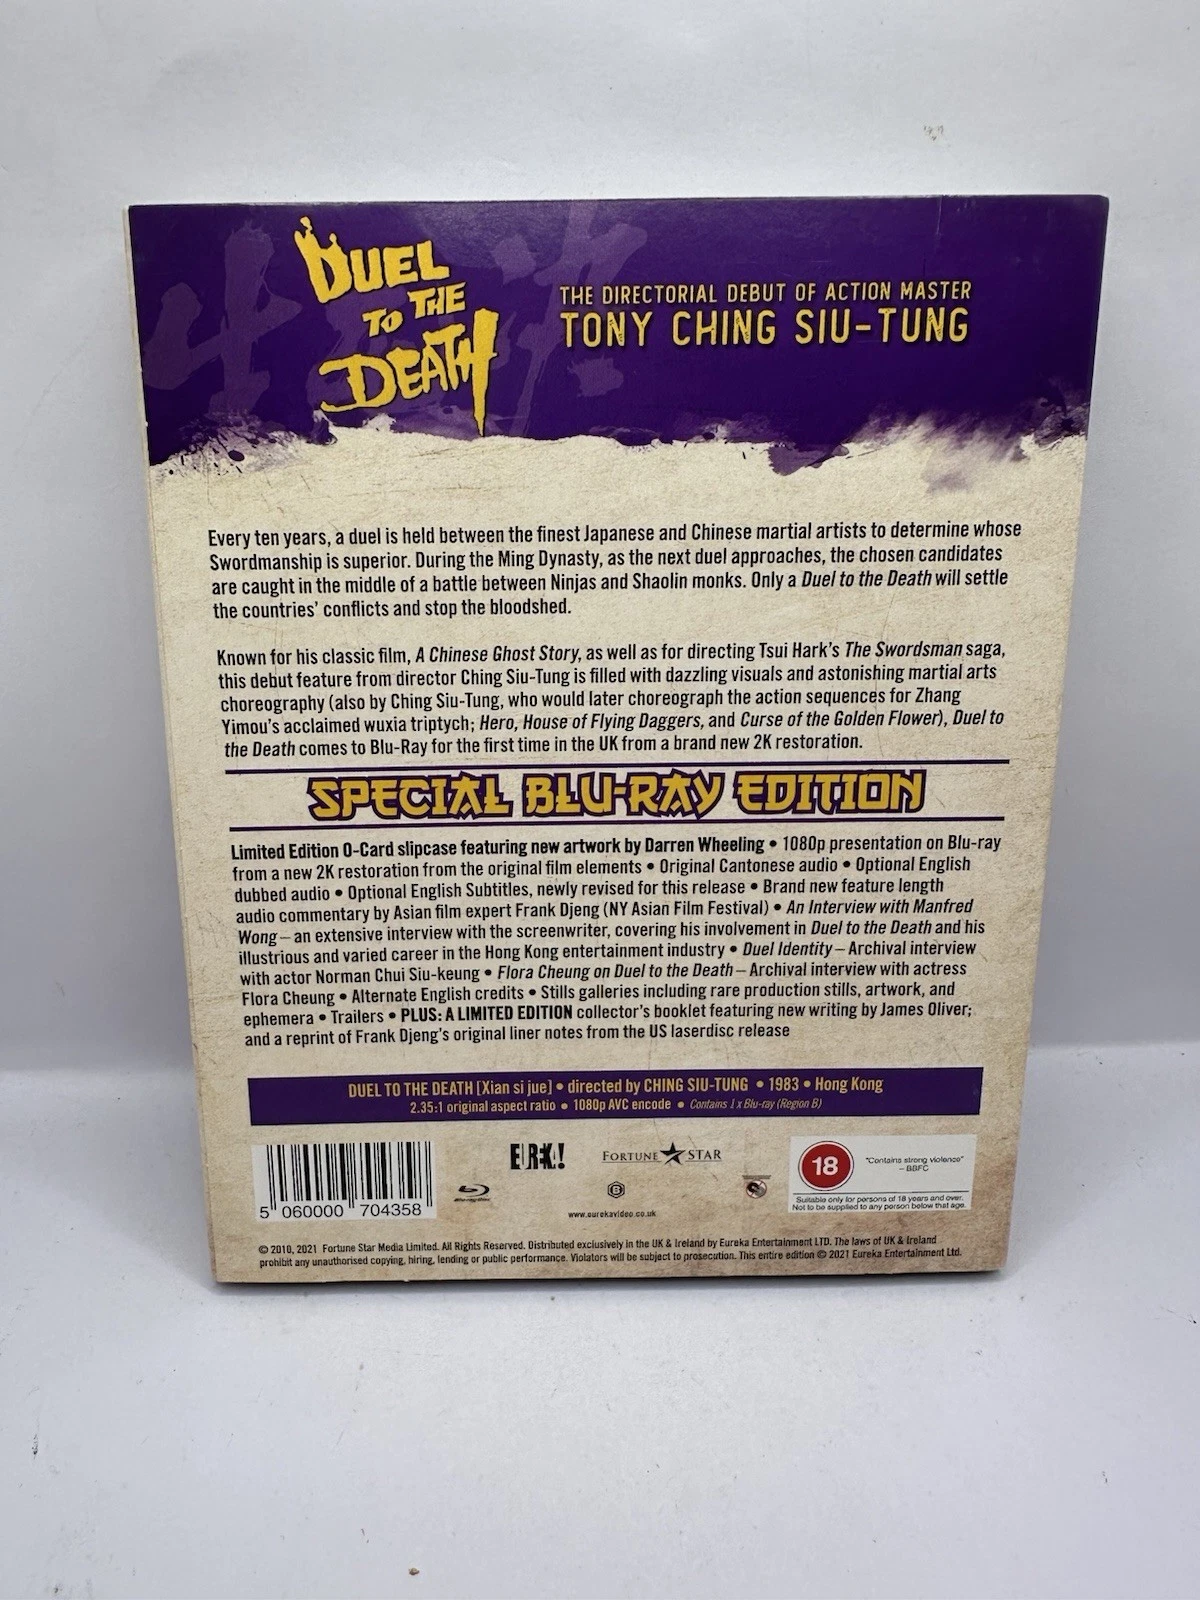 DUEL
TO THE
DEATH
THE DIRECTORIAL DEBUT OF ACTION MASTER
TONY CHING SIU-TUNG
Every ten years, a duel is held between the finest Japanese and Chinese martial artists to determine whose
Swordmanship is superior. During the Ming Dynasty, as the next duel approaches, the chosen candidates
are caught in the middle of a battle between Ninjas and Shaolin monks. Only a Duel to the Death will settle
the countries' conflicts and stop the bloodshed.
Known for his classic film, A Chinese Ghost Story, as well as for directing Tsui Hark's The Swordsman saga,
this debut feature from director Ching Siu-Tung is filled with dazzling visuals and astonishing martial arts
choreography (also by Ching Siu-Tung, who would later choreograph the action sequences for Zhang
Yimou's acclaimed wuxia triptych; Hero, House of Flying Daggers, and Curse of the Golden Flower), Duel to
the Death comes to Blu-Ray for the first time in the UK from a brand new 2K restoration.
SPECIAL BLU-RAY EDITION
Limited Edition O-Card slipcase featuring new artwork by Darren Wheeling • 1080p presentation on Blu-ray
from a new 2K restoration from the original film elements • Original Cantonese audio • Optional English
dubbed audio • Optional English Subtitles, newly revised for this release • Brand new feature length
audio commentary by Asian film expert Frank Djeng (NY Asian Film Festival) • An Interview with Manfred
Wong – an extensive interview with the screenwriter, covering his involvement in Duel to the Death and his
illustrious and varied career in the Hong Kong entertainment industry • Duel Identity – Archival interview
with actor Norman Chui Siu-keung • Flora Cheung on Duel to the Death – Archival interview with actress
Flora Cheung • Alternate English credits • Stills galleries including rare production stills, artwork, and
ephemera • Trailers • PLUS: A LIMITED EDITION collector's booklet featuring new writing by James Oliver;
and a reprint of Frank Djeng's original liner notes from the US laserdisc release
DUEL TO THE DEATH [Xian si jue] • directed by CHING SIU-TUNG • 1983 • Hong Kong
2.35:1 original aspect ratio • 1080p AVC encode • Contains 1 x Blu-ray (Region B)
5 060000 704358
Blu-ray Disc
EUREKA!
FORTUNE STAR
B
www.eurekavideo.co.uk
18
"Contains strong violence"
– BBFC
Suitable only for persons of 18 years and over.
Not to be supplied to any person below that age.
© 2010, 2021 Fortune Star Media Limited. All Rights Reserved. Distributed exclusively in the UK & Ireland by Eureka Entertainment LTD. The laws of UK & Ireland
prohibit any unauthorised copying, hiring, lending or public performance. Violators will be subject to prosecution. This entire edition © 2021 Eureka Entertainment Ltd.